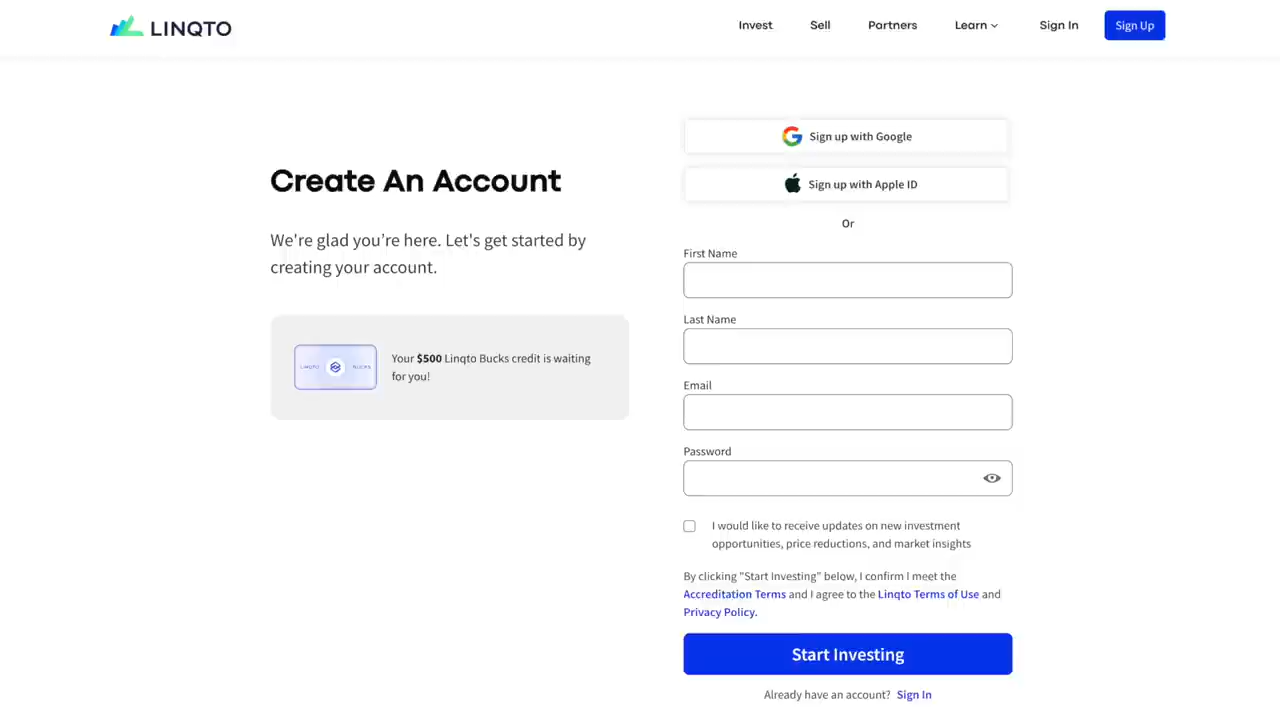 LINQTO
Invest
Sell
Partners
Learn
Sign In
Sign Up
Create An Account
We're glad you’re here. Let's get started by
creating your account.
LINQTO BUCKS
Your $500 Linqto Bucks credit is waiting
for you!
Sign up with Google
Sign up with Apple ID
Or
First Name
Last Name
Email
Password
I would like to receive updates on new investment
opportunities, price reductions, and market insights
By clicking "Start Investing" below, I confirm I meet the
Accreditation Terms and I agree to the Linqto Terms of Use and
Privacy Policy.
Start Investing
Already have an account? Sign In